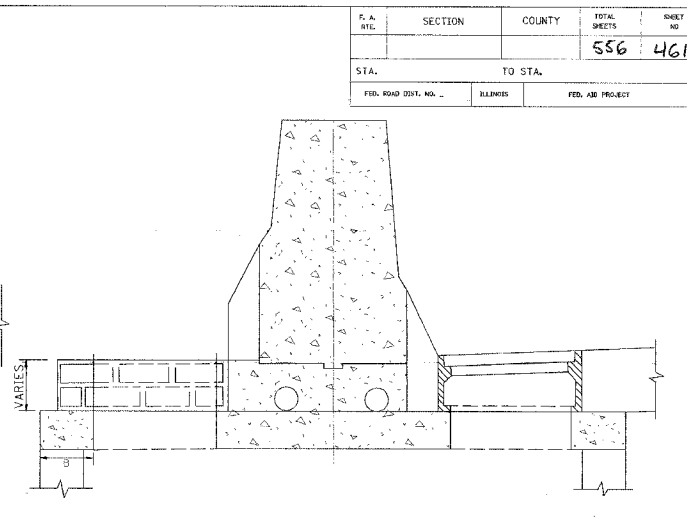 F. A. RTE. SECTION COUNTY TOTAL SHEETS SHEET NO
556 461
STA. TO STA.
FED. ROAD DIST. NO. _ ILLINOIS FED. AID PROJECT
VARIES
8